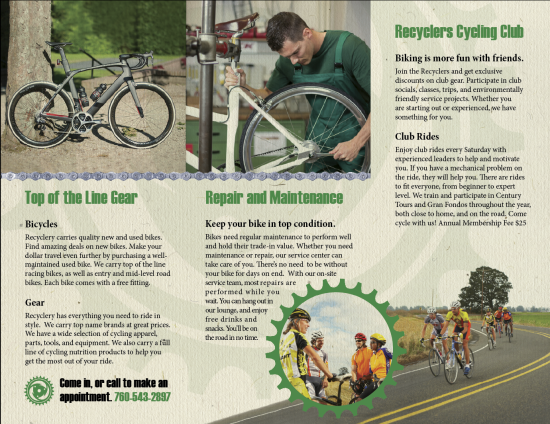 Top of the Line Gear
Bicycles
Recyclery carries quality new and used bikes.
Find amazing deals on new bikes. Make your
dollar travel even further by purchasing a well-
maintained used bike. We carry top of the line
racing bikes, as well as entry and mid-level road
bikes. Each bike comes with a free fitting.
Gear
Recyclery has everything you need to ride in
style. We carry top name brands at great prices.
We have a wide selection of cycling apparel,
parts, tools, and equipment. We also carry a full
line of cycling nutrition products to help you
get the most out of your ride.
Come in, or call to make an
appointment. 760-543-2897
Repair and Maintenance
Keep your bike in top condition.
Bikes need regular maintenance to perform well
and hold their trade-in value. Whether you need
maintenance or repair, our service center can
take care of you. There's no need to be without
your bike for days on end. With our on-site
service team, most repairs are
performed while you
wait. You can hang out in
our lounge, and enjoy
free drinks and
snacks. You'll be on
the road in no time.
Recyclers Cycling Club
Biking is more fun with friends.
Join the Recyclers and get exclusive
discounts on club gear. Participate in club
socials, classes, trips, and environmentally
friendly service projects. Whether you
are starting out or experienced, we have
something for you.
Club Rides
Enjoy club rides every Saturday with
experienced leaders to help and motivate
you. If you have a mechanical problem on
the ride, they will help you. There are rides
to fit everyone, from beginner to expert
level. We train and participate in Century
Tours and Gran Fondos throughout the year,
both close to home, and on the road. Come
cycle with us! Annual Membership Fee $25